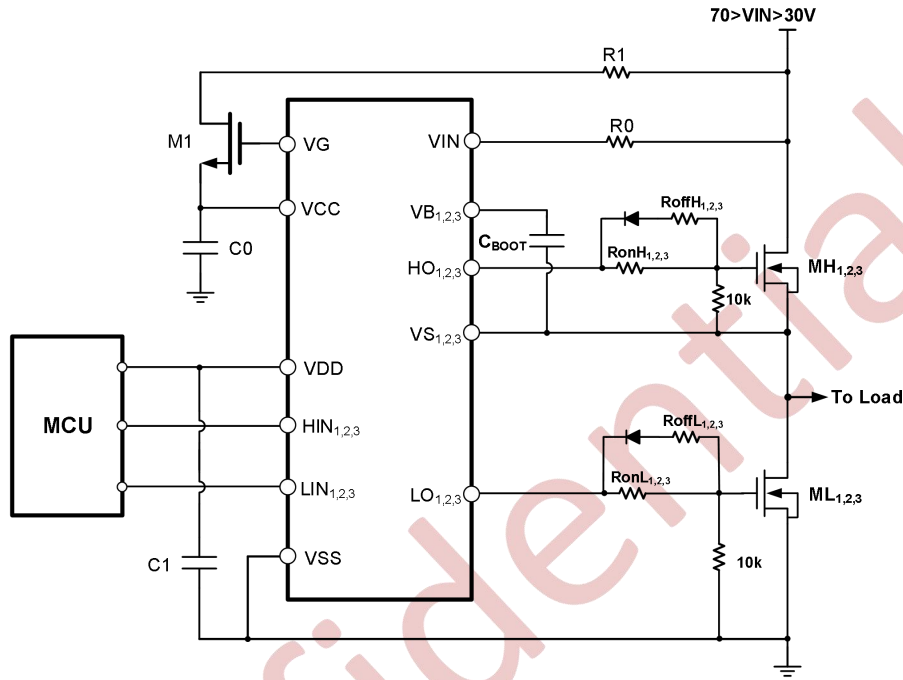 70>VIN>30V
R1
M1
VG
VIN
R0
VCC
VB1,2,3
RoffH1,2,3
C0
CBOOT
HO1,2,3
RonH1,2,3
MH1,2,3
10k
VS1,2,3
MCU
VDD
To Load
HIN1,2,3
RoffL1,2,3
LIN1,2,3
LO1,2,3
RonL1,2,3
ML1,2,3
C1
VSS
10k
fidential